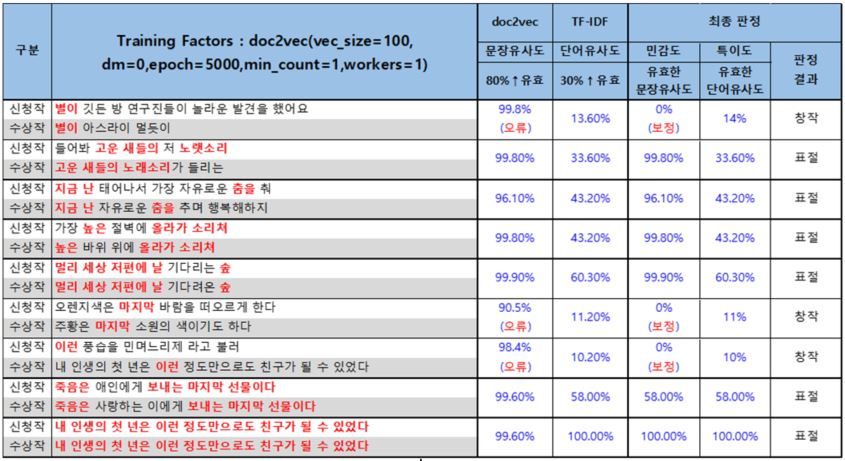 구분 Training Factors : doc2vec(vec_size=100, dm=0,epoch=5000,min_count=1,workers=1) doc2vec TF-IDF 최종 판정
문장유사도 단어유사도 민감도 특이도 판정 결과
80%↑유효 30%↑유효 유효한 문장유사도 유효한 단어유사도
신청작 별이 깃든 방 연구진들이 놀라운 발견을 했어요 99.8% (오류) 13.60% 0% (보정) 14% 창작
수상작 별이 아스라이 멀듯이
신청작 들어봐 고운 새들의 저 노랫소리 99.80% 33.60% 99.80% 33.60% 표절
수상작 고운 새들의 노래소리가 들리는
신청작 지금 난 태어나서 가장 자유로운 춤을 춰 96.10% 43.20% 96.10% 43.20% 표절
수상작 지금 난 자유로운 춤을 추며 행복해하지
신청작 가장 높은 절벽에 올라가 소리쳐 99.80% 43.20% 99.80% 43.20% 표절
수상작 높은 바위 위에 올라가 소리쳐
신청작 멀리 세상 저편에 날 기다리는 숲 99.90% 60.30% 99.90% 60.30% 표절
수상작 멀리 세상 저편에 날 기다려온 숲
신청작 오렌지색은 마지막 바람을 떠오르게 한다 90.5% (오류) 11.20% 0% (보정) 11% 창작
수상작 주황은 마지막 소원의 색이기도 하다
신청작 이런 풍습을 민며느리제 라고 불러 98.4% (오류) 10.20% 0% (보정) 10% 창작
수상작 내 인생의 첫 년은 이런 정도만으로도 친구가 될 수 있었다
신청작 죽음은 애인에게 보내는 마지막 선물이다 99.60% 58.00% 58.00% 58.00% 표절
수상작 죽음은 사랑하는 이에게 보내는 마지막 선물이다
신청작 내 인생의 첫 년은 이런 정도만으로도 친구가 될 수 있었다 99.60% 100.00% 100.00% 100.00% 표절
수상작 내 인생의 첫 년은 이런 정도만으로도 친구가 될 수 있었다